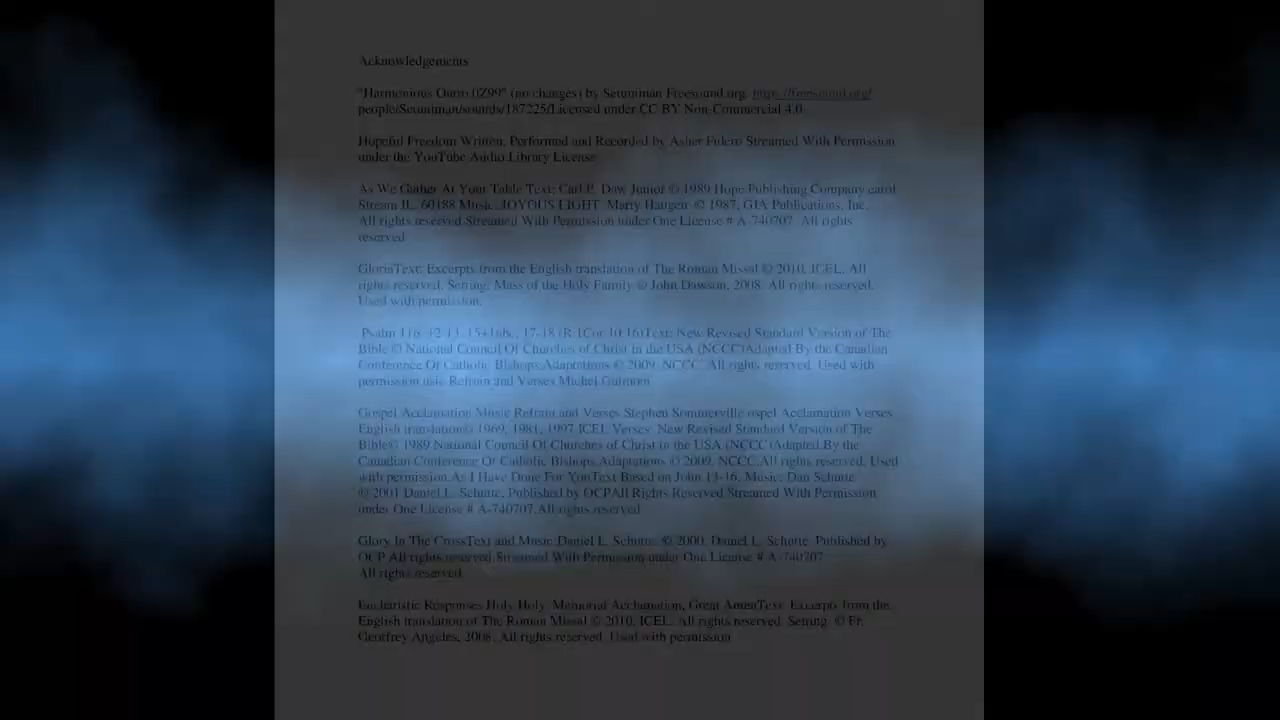 Acknowledgements
"Harmonious Outro 0Z99" (no changes) by Setuniman Freesound.org. https://freesound.org/
people/Setuniman/sounds/187225/Licensed under CC BY Non-Commercial 4.0
Hopeful Freedom Written, Performed and Recorded by Asher Fulero Streamed With Permission
under the YouTube Audio Library License
As We Gather At Your Table Text: Carl P. Daw Junior © 1989 Hope Publishing Company carol
Stream IL. 60188 Music. JOYOUS LIGHT Marty Haugen © 1987, GIA Publications, Inc.
All rights reserved.Streamed With Permission under One License # A-740707. All rights
reserved
GloriaText: Excerpts from the English translation of The Roman Missal © 2010, ICEL. All
rights reserved. Setting: Mass of the Holy Family © John Dawson, 2008. All rights reserved.
Used with permission.
Psalm 116: 12-13, 15+16bc, 17-18 (R.1Cor.10.16)Text: New Revised Standard Version of The
Bible © National Council Of Churches of Christ in the USA (NCCC)Adapted By the Canadian
Conference Of Catholic Bishops.Adaptations © 2009, NCCC. All rights reserved. Used with
permission Refrain and Verses Michel Guimont
Gospel Acclamation Music Refrain and Verses Stephen Sommerville ospel Acclamation Verses
English translation© 1969, 1981, 1997 ICEL Verses: New Revised Standard Version of The
Bible© 1989 National Council Of Churches of Christ in the USA (NCCC)Adapted By the
Canadian Conference Of Catholic Bishops.Adaptations © 2009, NCCC.All rights reserved. Used
with permission.As I Have Done For YouText Based on John 13-16, Music: Dan Schutte
© 2001 Daniel L. Schutte, Published by OCPAll Rights Reserved Streamed With Permission
under One License # A-740707.All rights reserved
Glory In The CrossText and Music Daniel L. Schutte. © 2000, Daniel L. Schutte. Published by
OCP All rights reserved.Streamed With Permission under One License # A-740707
All rights reserved
Eucharistic Responses Holy Holy, Memorial Acclamation, Great AmenText: Excerpts from the
English translation of The Roman Missal © 2010, ICEL. All rights reserved. Setting: © Fr.
Geoffrey Angeles, 2008. All rights reserved. Used with permission